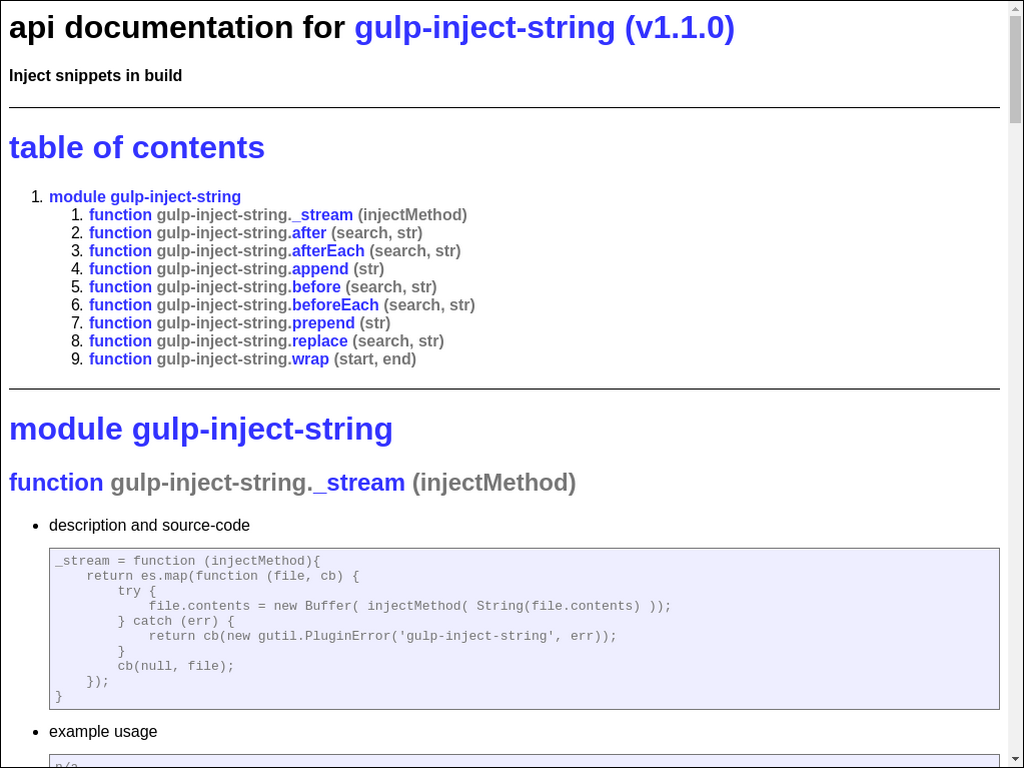 api documentation for gulp-inject-string (v1.1.0)
Inject snippets in build
table of contents
1. module gulp-inject-string
1. function gulp-inject-string._stream (injectMethod)
2. function gulp-inject-string.after (search, str)
3. function gulp-inject-string.afterEach (search, str)
4. function gulp-inject-string.append (str)
5. function gulp-inject-string.before (search, str)
6. function gulp-inject-string.beforeEach (search, str)
7. function gulp-inject-string.prepend (str)
8. function gulp-inject-string.replace (search, str)
9. function gulp-inject-string.wrap (start, end)
module gulp-inject-string
function gulp-inject-string._stream (injectMethod)
• description and source-code
_stream = function (injectMethod){
    return es.map(function (file, cb) {
        try {
            file.contents = new Buffer( injectMethod( String(file.contents) ));
        } catch (err) {
            return cb(new gutil.PluginError('gulp-inject-string', err));
        }
        cb(null, file);
    });
}
• example usage
n/a